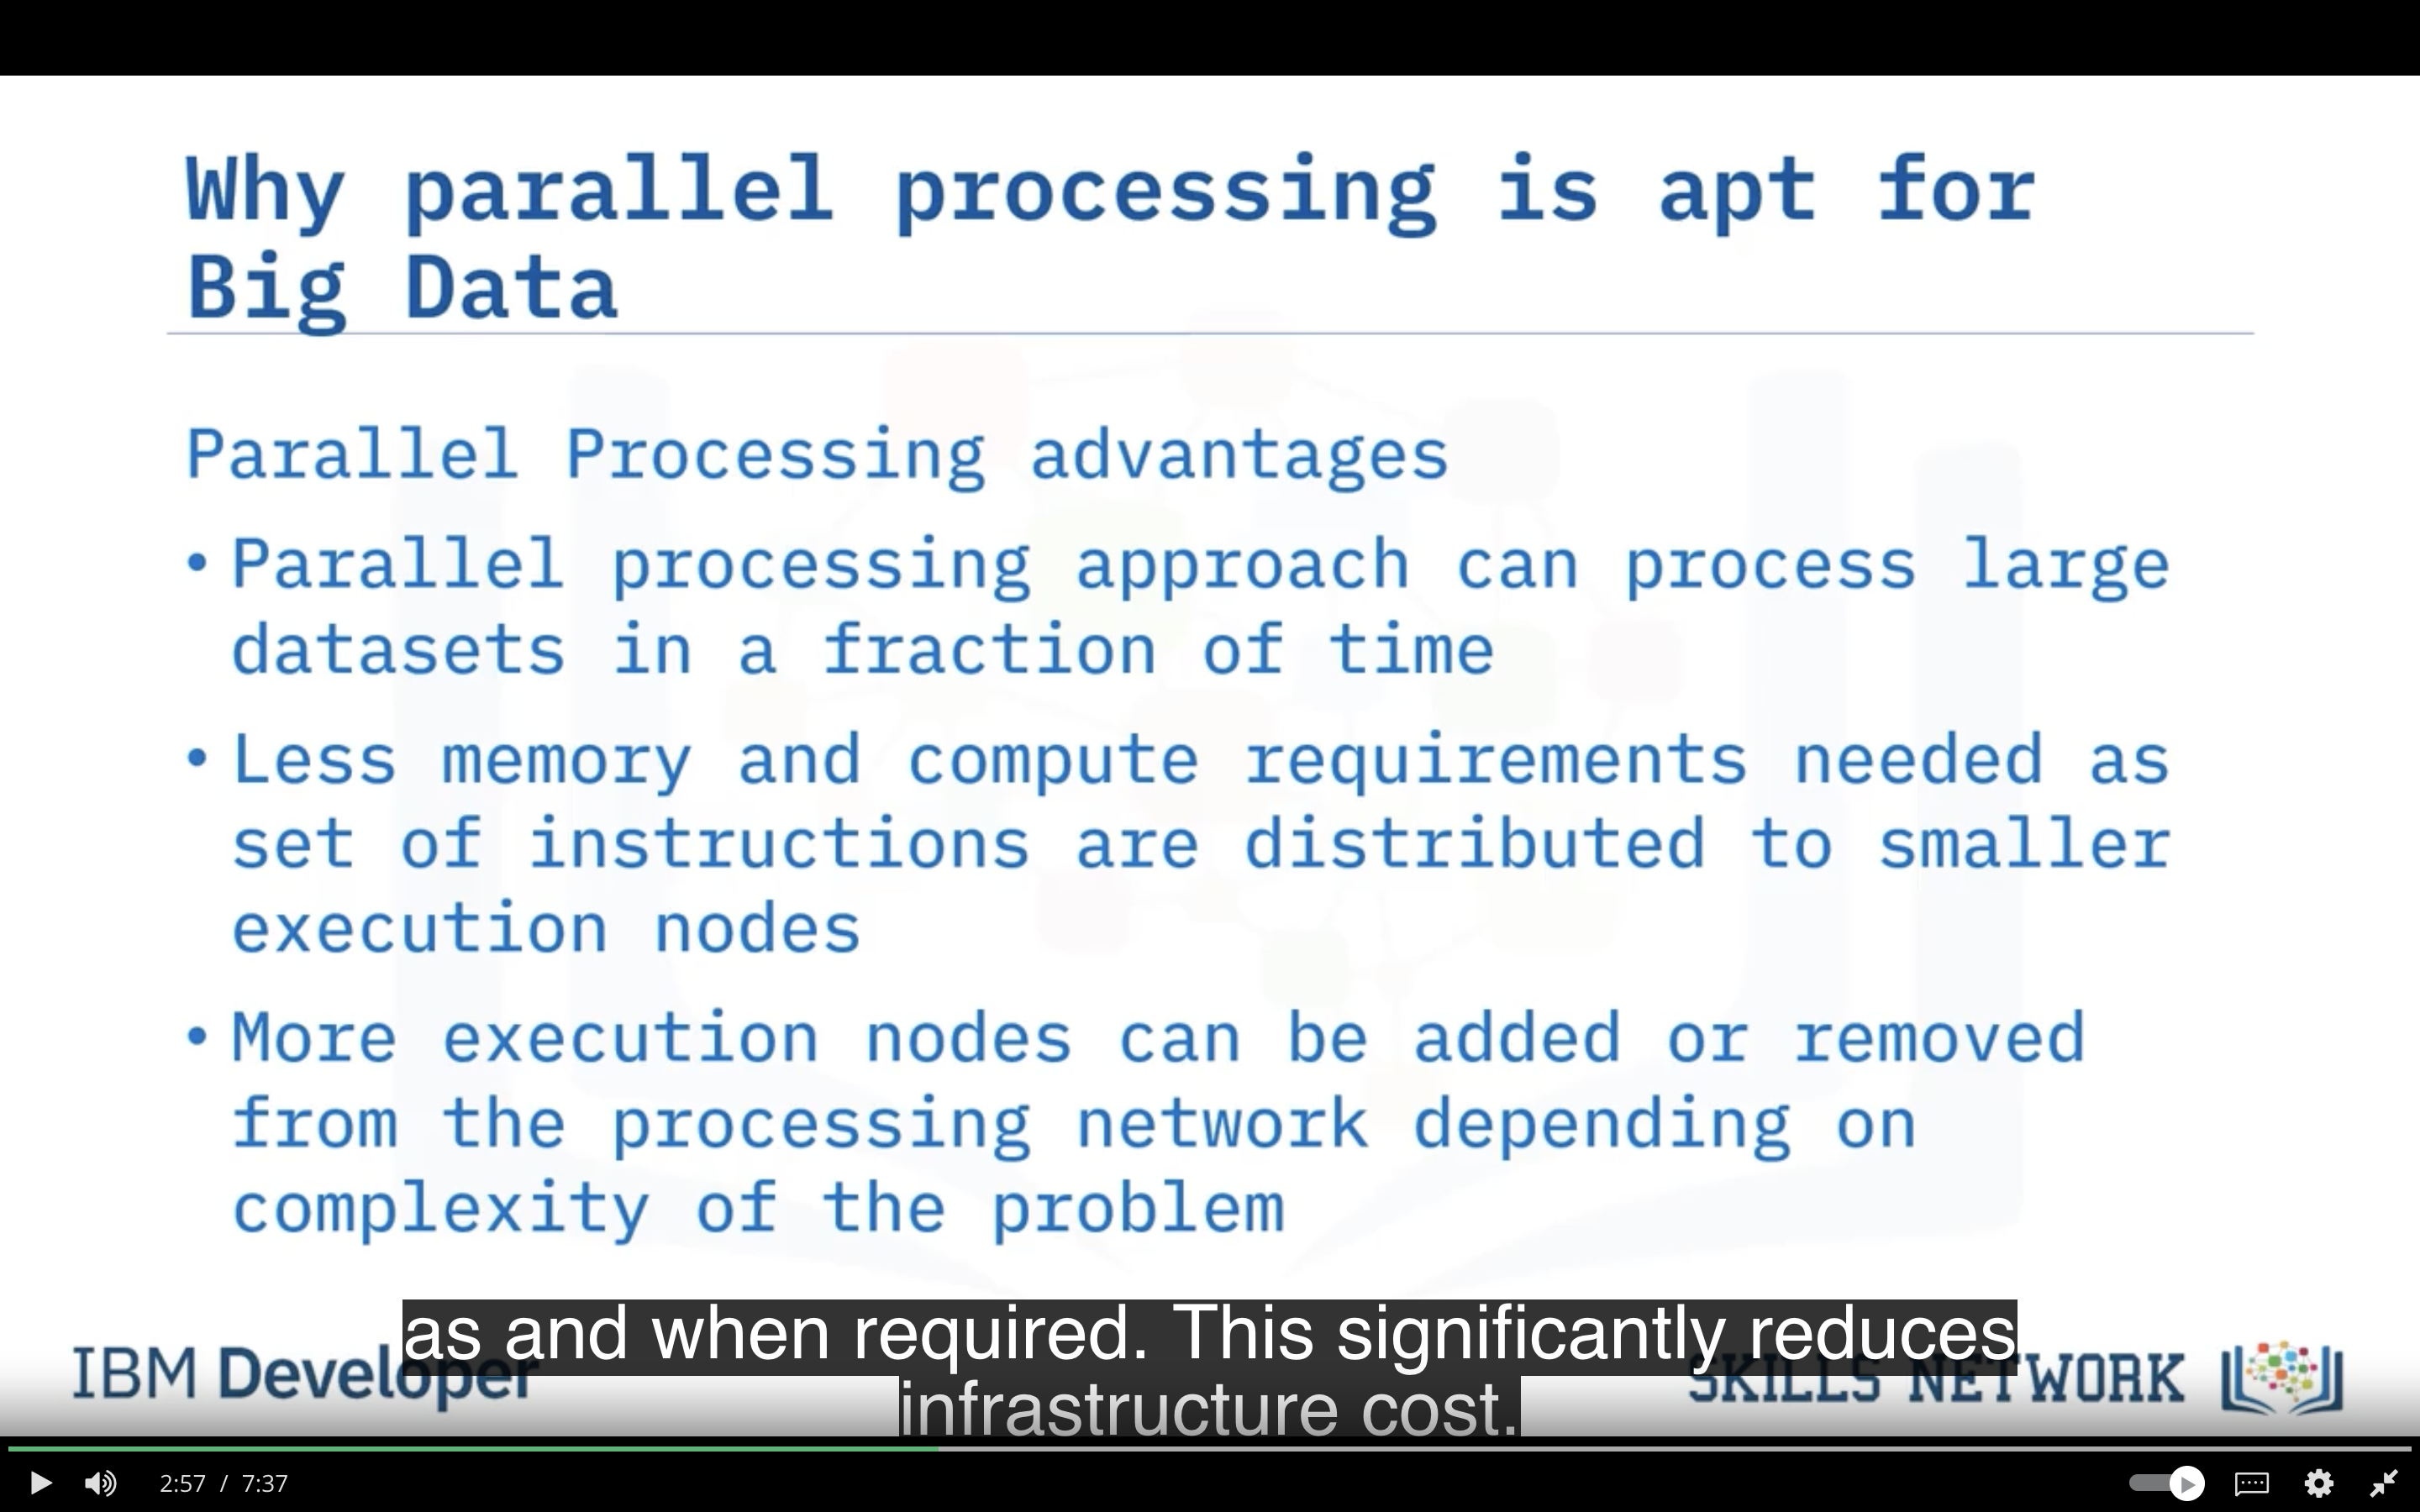 Why parallel processing is apt for
Big Data
Parallel Processing advantages
• Parallel processing approach can process large
datasets in a fraction of time
• Less memory and compute requirements needed as
set of instructions are distributed to smaller
execution nodes
• More execution nodes can be added or removed
from the processing network depending on
complexity of the problem
as and when required. This significantly reduces
infrastructure cost.
IBM Developer
SKILLS NETWORK
2:57 / 7:37